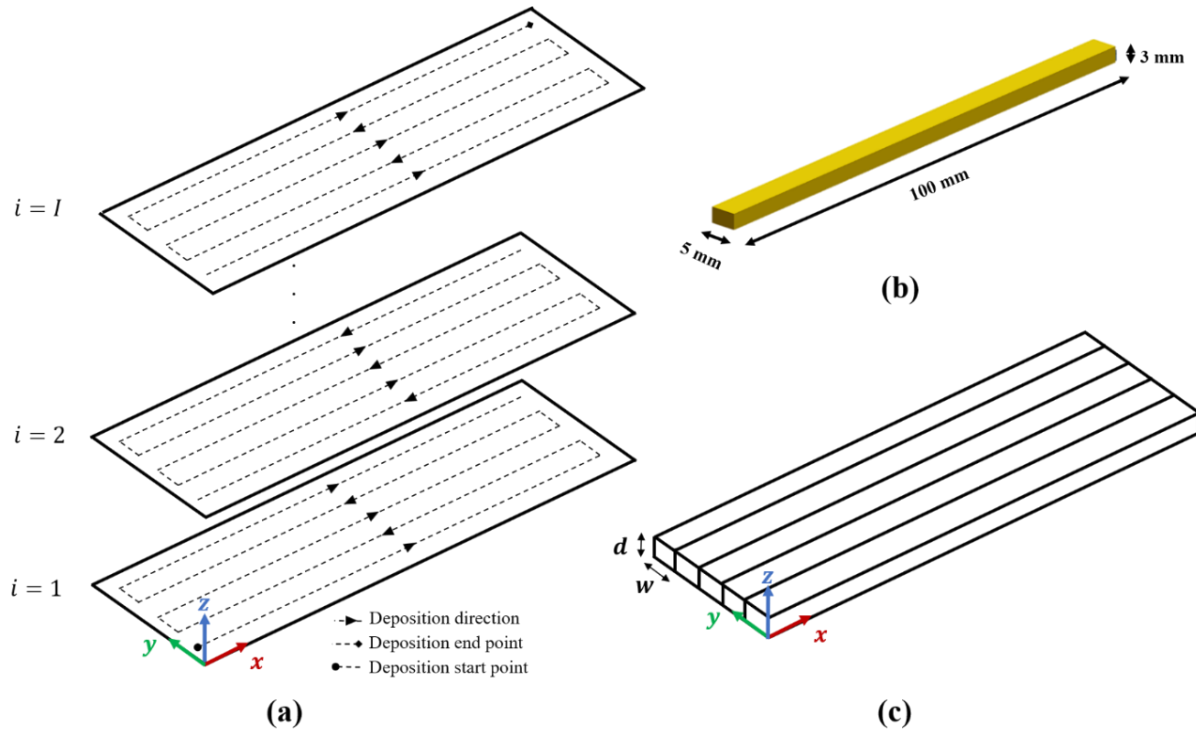 i = I
.
.
.
i = 2
i = 1
z
y
x
Deposition direction
Deposition end point
Deposition start point
(a)
3 mm
100 mm
5 mm
(b)
d
w
z
y
x
(c)